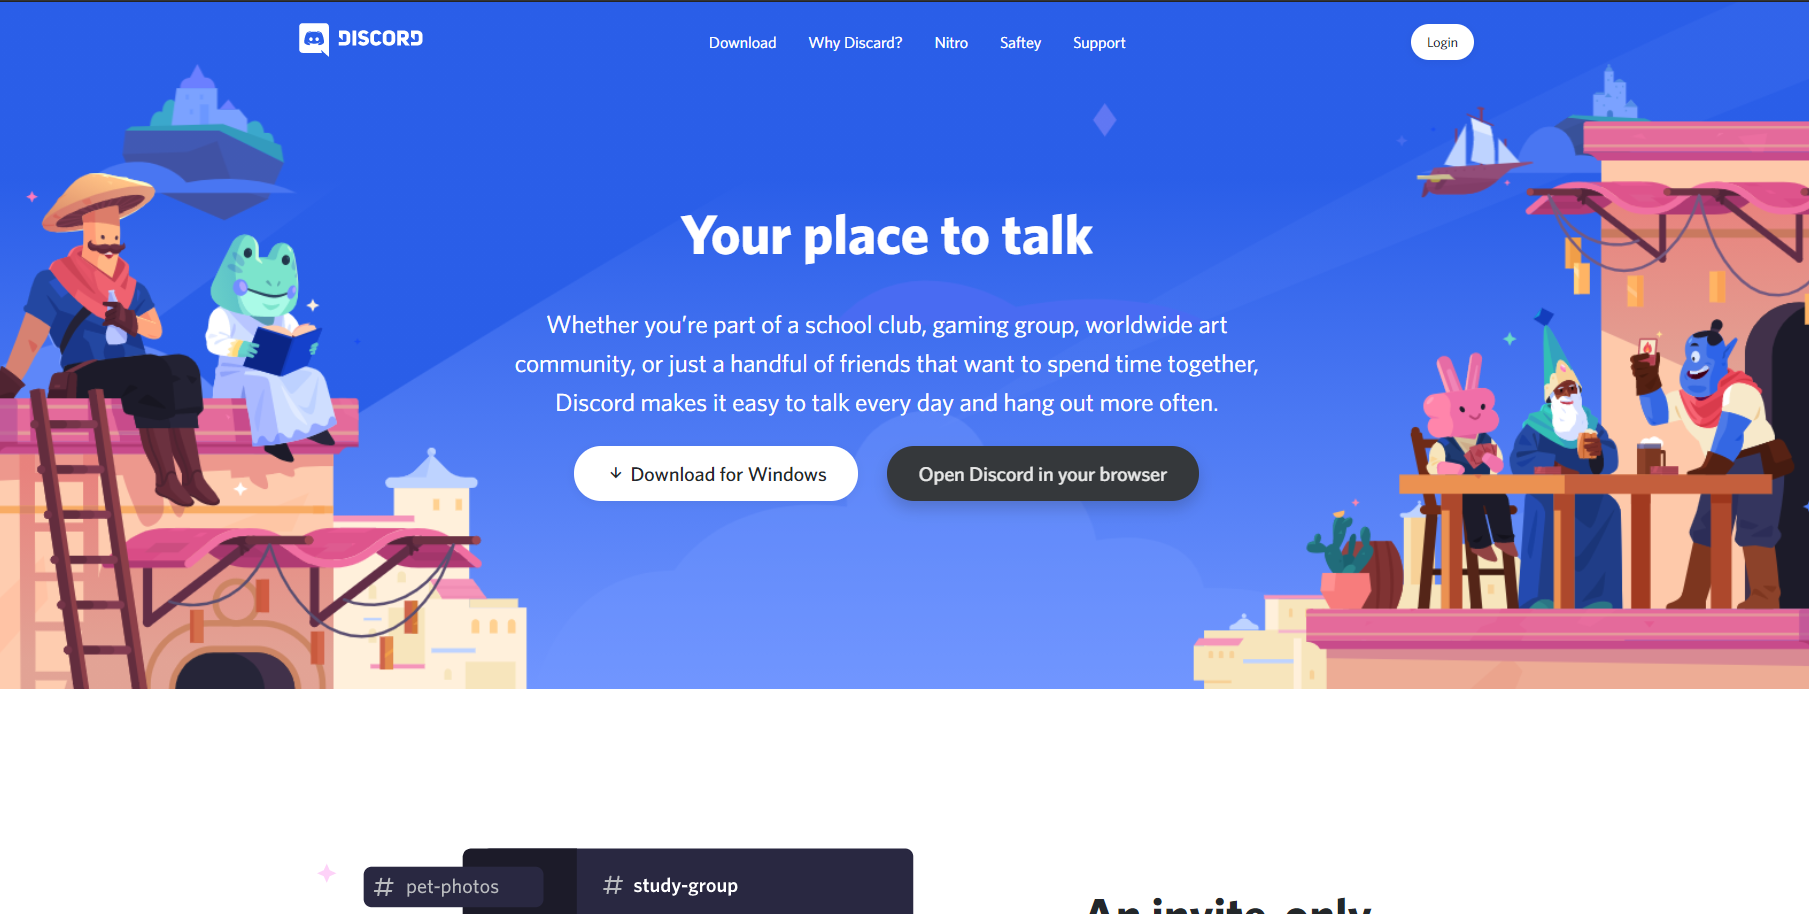 DISCORD
Download Why Discard? Nitro Saftey Support
Login
Your place to talk
Whether you're part of a school club, gaming group, worldwide art
community, or just a handful of friends that want to spend time together,
Discord makes it easy to talk every day and hang out more often.
Download for Windows
Open Discord in your browser
# pet-photos
# study-group
An invite-only